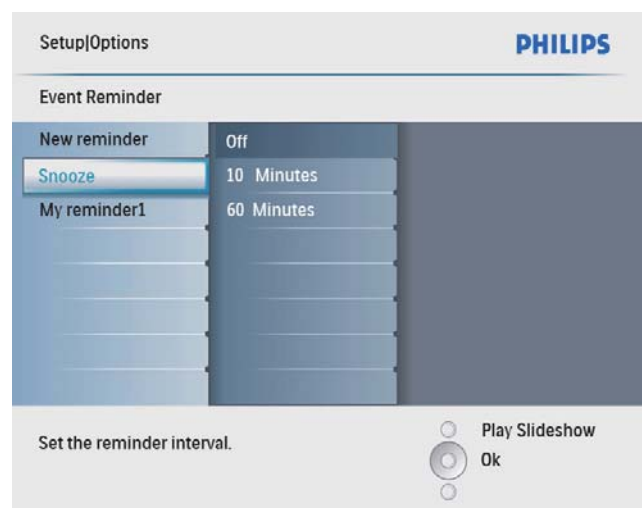 Setup|Options
PHILIPS
Event Reminder
New reminder
Off
Snooze
10 Minutes
My reminder1
60 Minutes
Set the reminder interval.
Play Slideshow
Ok